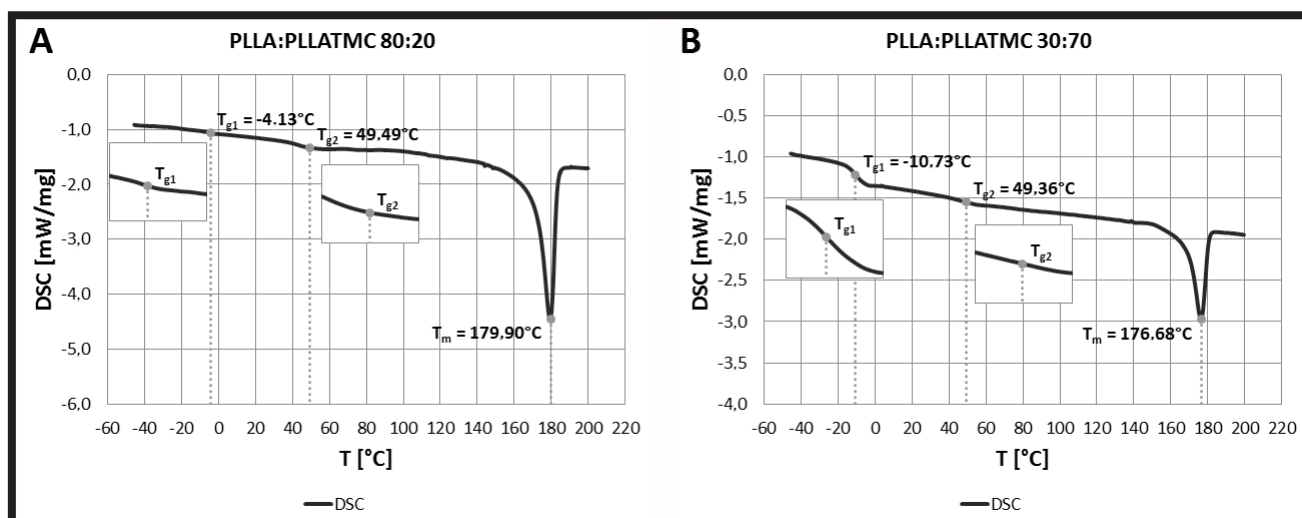 A
PLLA:PLLATMC 80:20
0,0
-1,0
-2,0
-3,0
-4,0
-5,0
-6,0
DSC [mW/mg]
Tg1 = -4.13°C
Tg2 = 49,49°C
Tg1
Tg2
Tm = 179,90°C
-60 -40 -20 0 20 40 60 80 100 120 140 160 180 200 220
T [°C]
DSC
B
PLLA:PLLATMC 30:70
0,0
-0,5
-1,0
-1,5
-2,0
-2,5
-3,0
-3,5
-4,0
DSC [mW/mg]
Tg1 = -10.73°C
Tg2 = 49,36°C
Tg1
Tg2
Tm = 176,68°C
-60 -40 -20 0 20 40 60 80 100 120 140 160 180 200 220
T [°C]
DSC